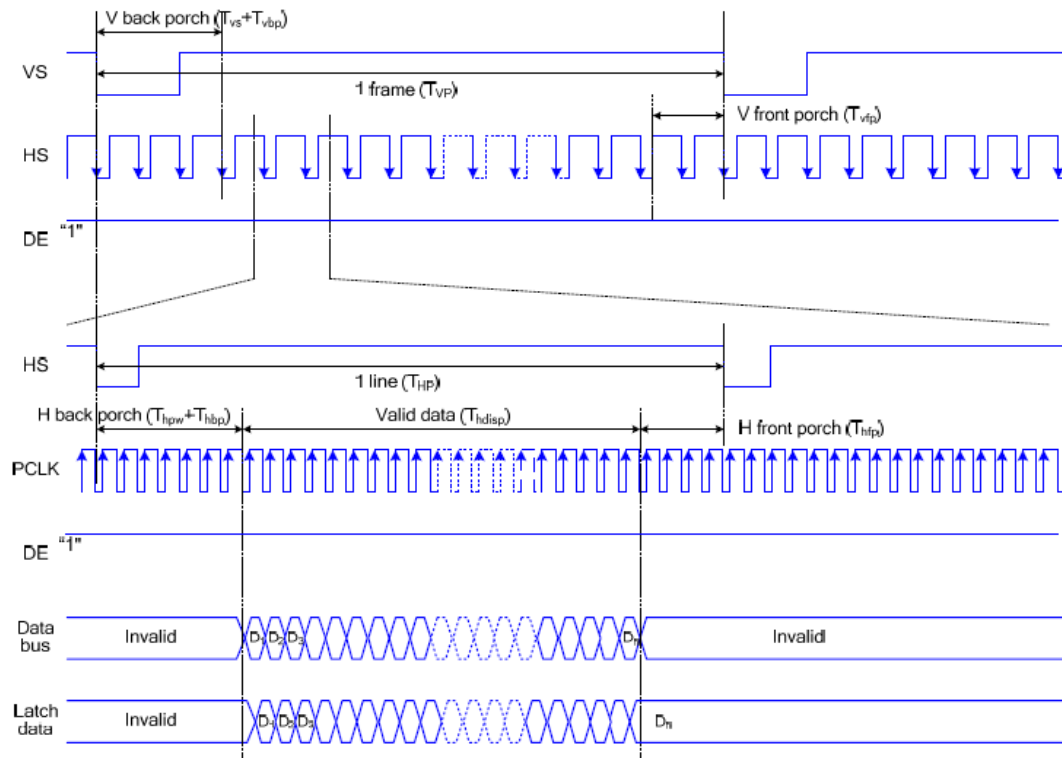 V back porch (Tvs+Tvbp)
VS
1 frame (TVP)
V front porch (Tvfp)
HS
DE "1"
HS
1 line (THP)
H back porch (Thpw+Thbp)
Valid data (Thdisp)
H front porch (Thfp)
PCLK
DE "1"
Data bus
Invalid
D1 D2 D3
Dn
Invalid
Latch data
Invalid
D1 D2 D3
Dn